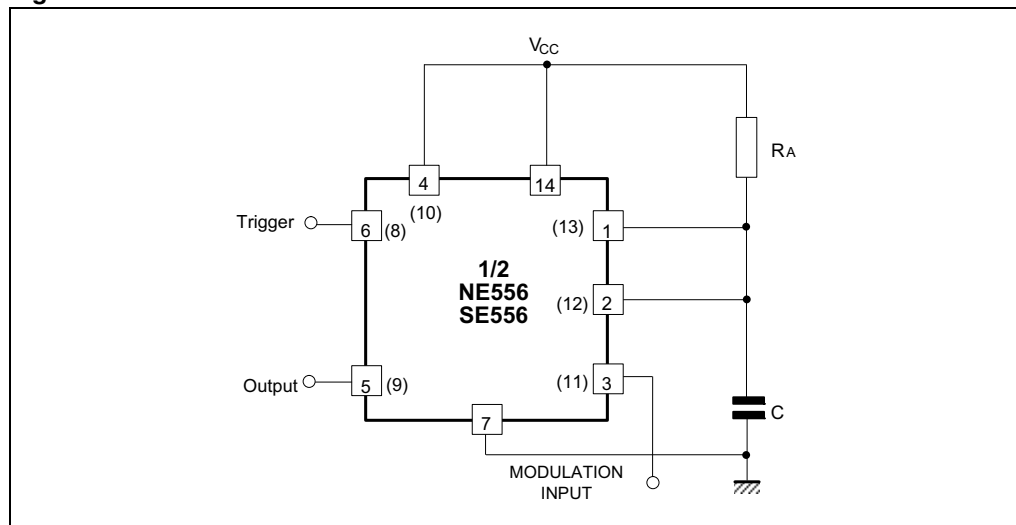 VCC
RA
4
14
(10)
Trigger
6
(8)
(13)
1
1/2
NE556
SE556
(12)
2
Output
5
(9)
(11)
3
7
C
MODULATION
INPUT